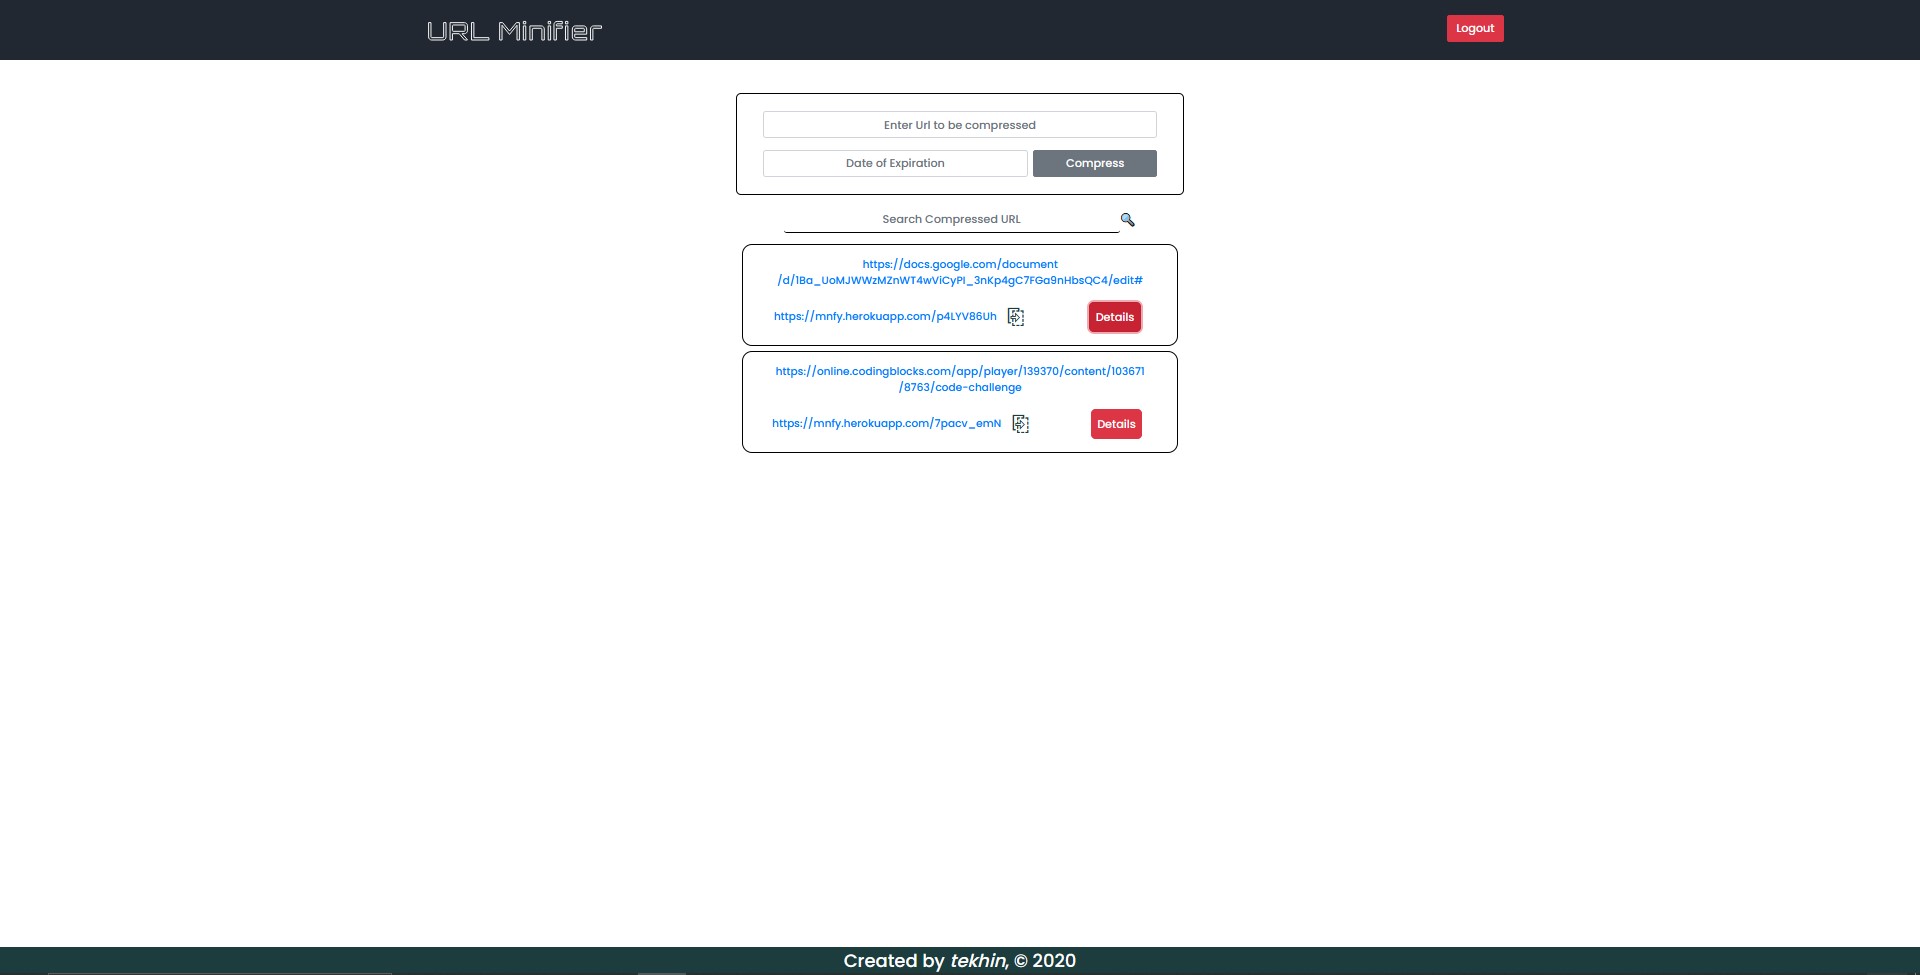 URL Minifier
Logout
Enter Url to be compressed
Date of Expiration
Compress
Search Compressed URL
https://docs.google.com/document
/d/1Ba_UoMJWWzMZnWT4wViCyPI_3nKp4gC7FGa9nHbsQC4/edit#
https://mnfy.herokuapp.com/p4LYV86Uh
Details
https://online.codingblocks.com/app/player/139370/content/103671
/8763/code-challenge
https://mnfy.herokuapp.com/7pacv_emN
Details
Created by tekhin, © 2020